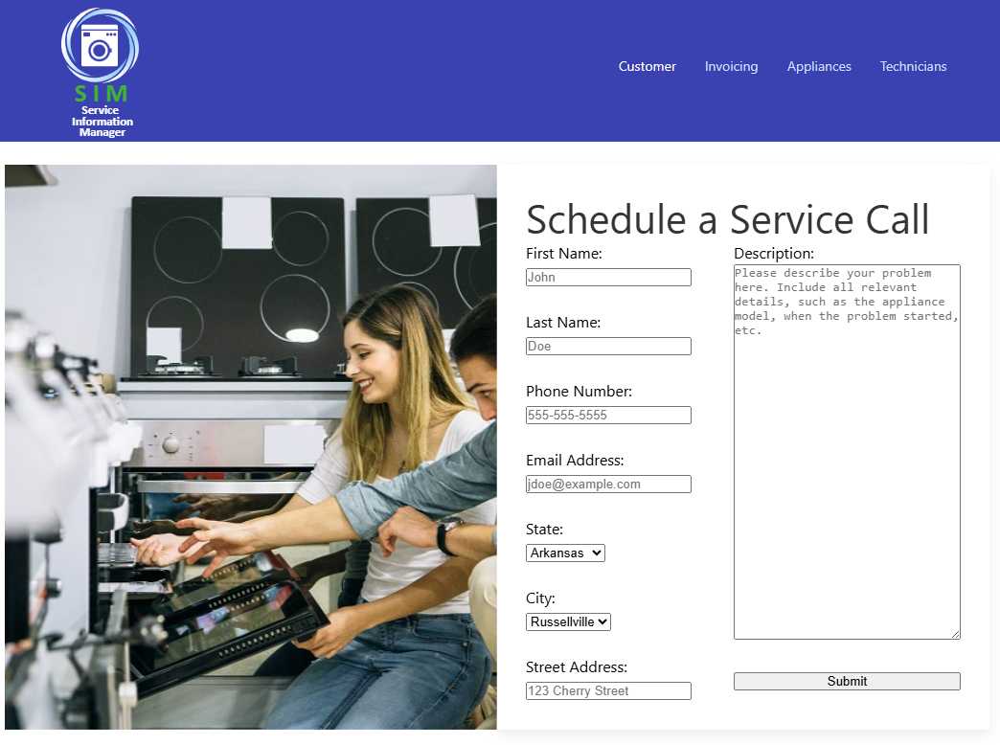 S I M
Service
Information
Manager
Customer
Invoicing
Appliances
Technicians
Schedule a Service Call
First Name:
John
Last Name:
Doe
Phone Number:
555-555-5555
Email Address:
jdoe@example.com
State:
Arkansas
City:
Russellville
Street Address:
123 Cherry Street
Description:
Please describe your problem
here. Include all relevant
details, such as the appliance
model, when the problem started,
etc.
Submit